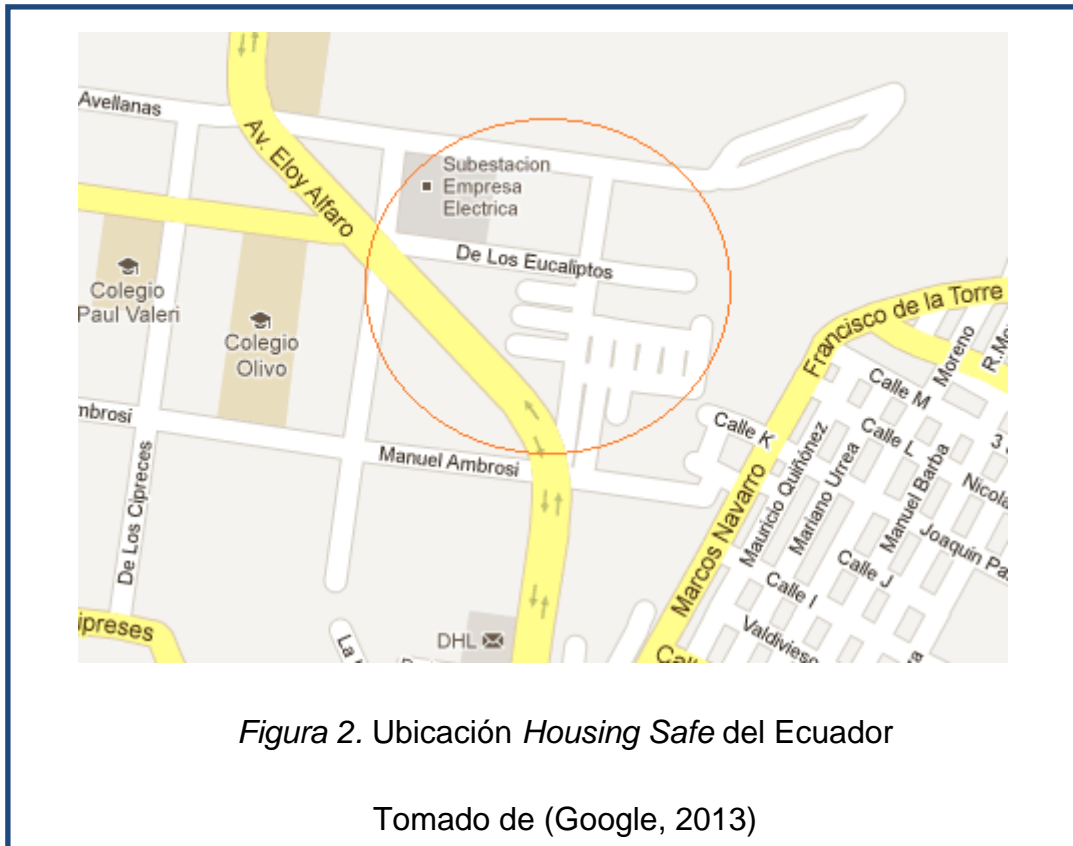 Avellanas
Av. Eloy Alfaro
Subestacion
Empresa
Electrica
De Los Eucaliptos
Colegio
Paul Valeri
Colegio
Olivo
Francisco de la Torre
Moreno
Calle M
Calle K
Calle L
mbrosi
Manuel Ambrosi
Mauricio Quiñónez
Mariano Urrea
Manuel Barba
Nicola
Joaquin Pa
De Los Cipreces
Marcos Navarro
Calle J
Calle I
ipreses
DHL
La
Valdivieso
Figura 2. Ubicación Housing Safe del Ecuador
Tomado de (Google, 2013)